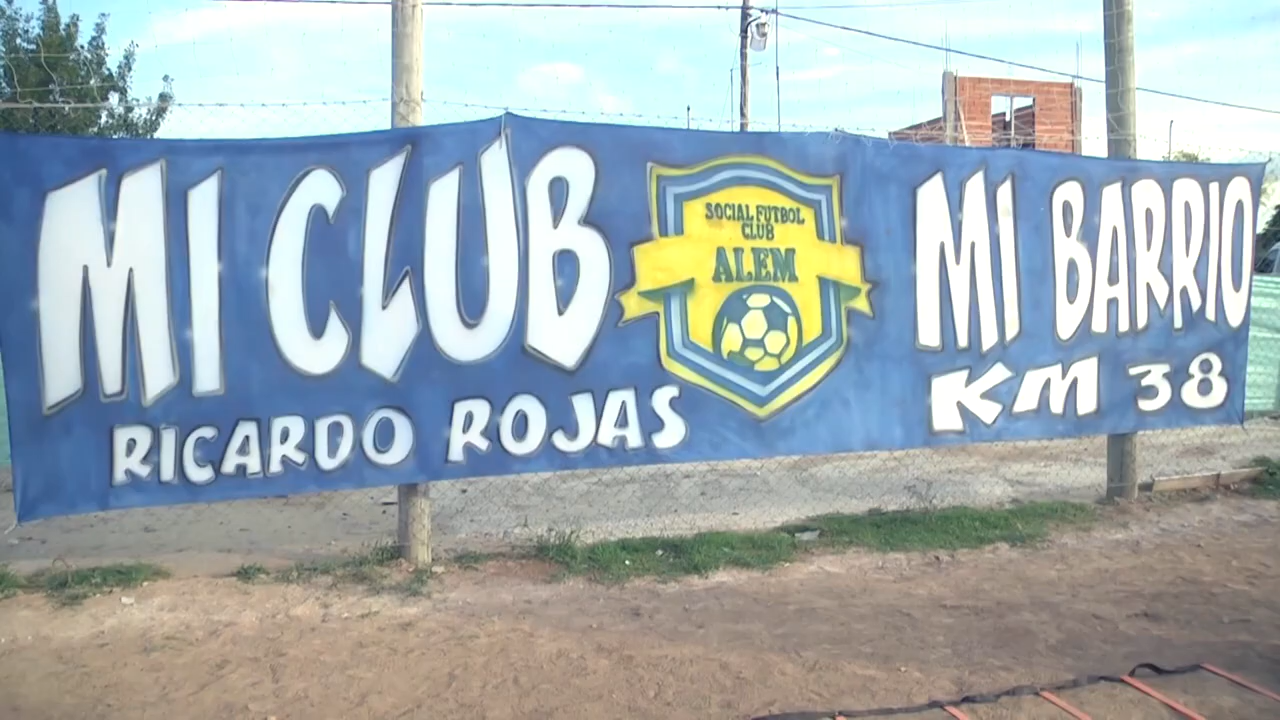 MI CLUB
RICARDO ROJAS
SOCIAL FUTBOL
CLUB
ALEM
MI BARRIO
KM 38